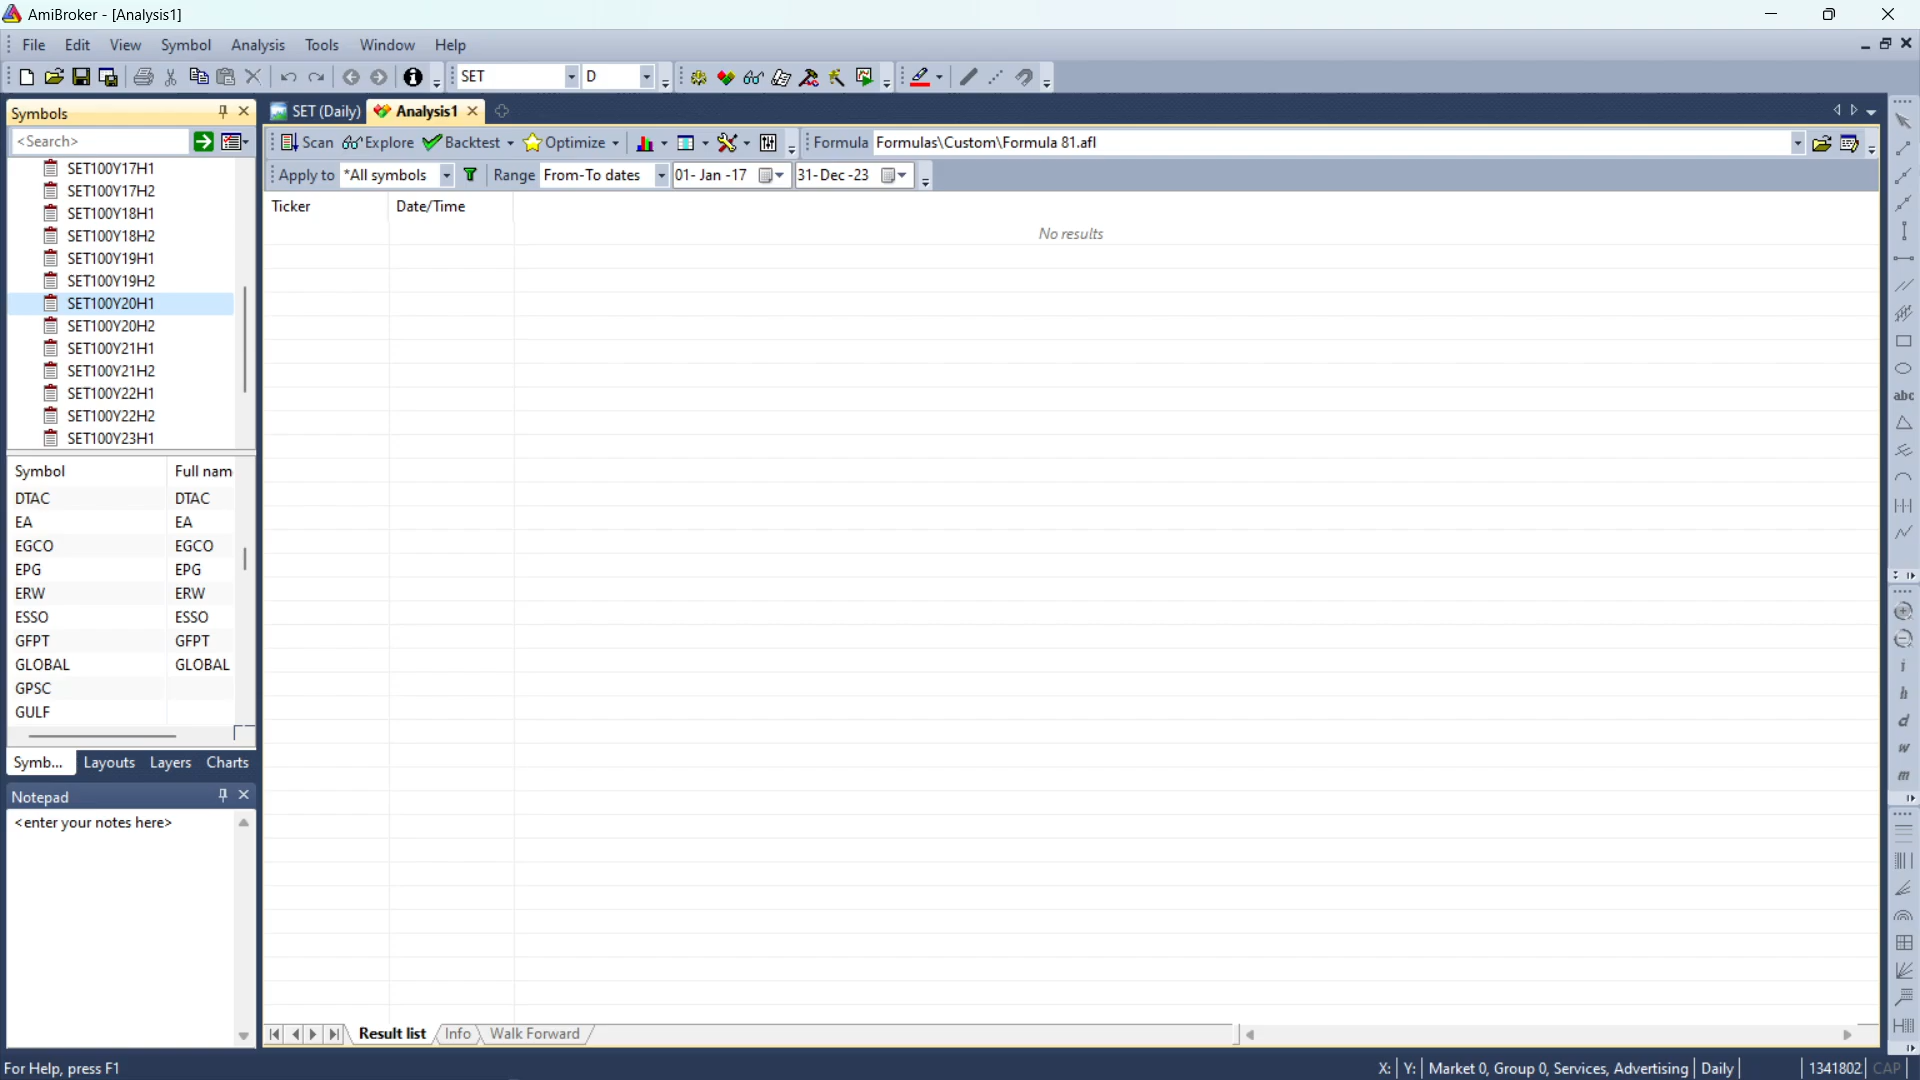 AmiBroker - [Analysis1]
File Edit View Symbol Analysis Tools Window Help
SET D
Symbols
SET (Daily) Analysis1
<Search>
Scan Explore Backtest Optimize Formula Formulas\Custom\Formula 81.afl
Apply to *All symbols Range From-To dates 01- Jan -17 31- Dec -23
Ticker Date/Time
No results
SET100Y17H1
SET100Y17H2
SET100Y18H1
SET100Y18H2
SET100Y19H1
SET100Y19H2
SET100Y20H1
SET100Y20H2
SET100Y21H1
SET100Y21H2
SET100Y22H1
SET100Y22H2
SET100Y23H1
Symbol Full nam
DTAC DTAC
EA EA
EGCO EGCO
EPG EPG
ERW ERW
ESSO ESSO
GFPT GFPT
GLOBAL GLOBAL
GPSC
GULF
Symb... Layouts Layers Charts
Notepad
<enter your notes here>
abc
i
h
d
w
m
Result list Info Walk Forward
For Help, press F1
X: Y: Market 0, Group 0, Services, Advertising Daily 1341802 CAP